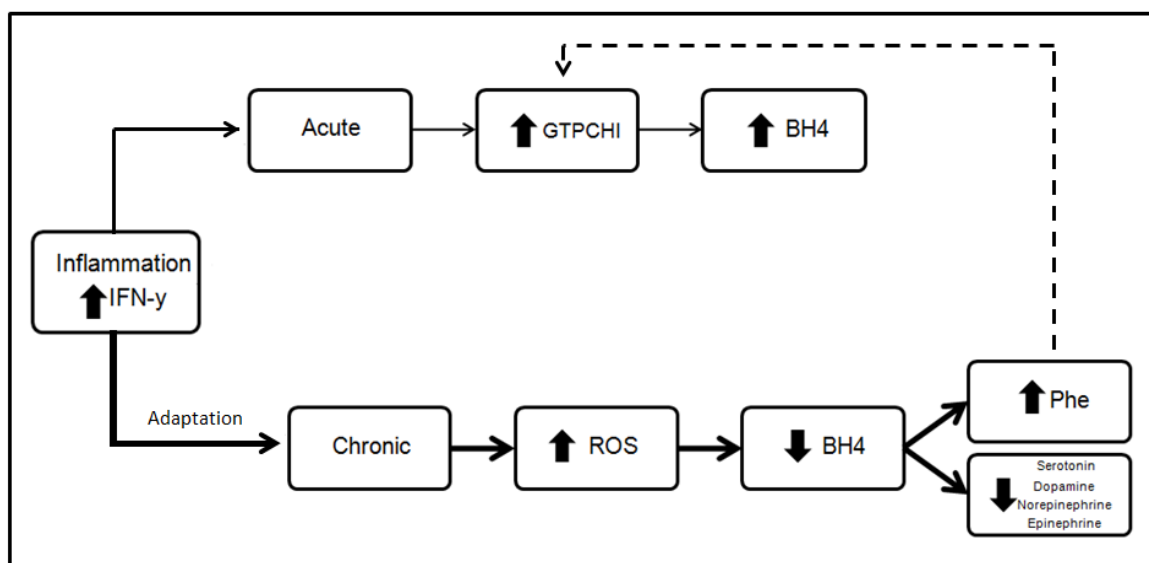 Acute
GTPCHI
BH4
Inflammation
IFN-y
Adaptation
Chronic
ROS
BH4
Phe
Serotonin
Dopamine
Norepinephrine
Epinephrine